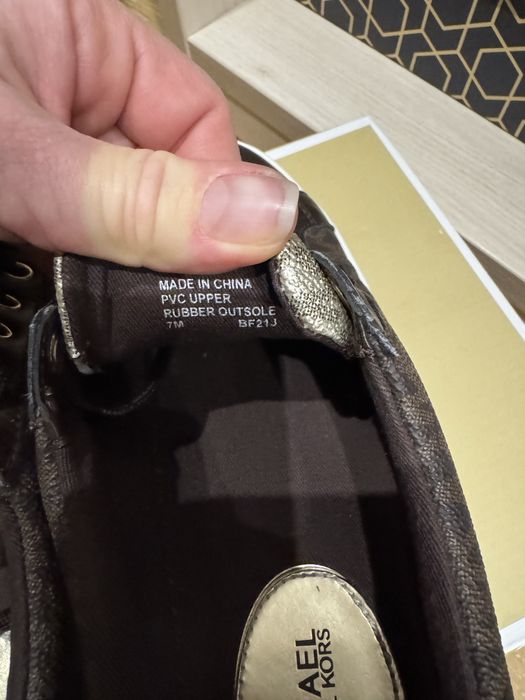 MADE IN CHINA
PVC UPPER
RUBBER OUTSOLE
7M BF21J
AEL
KORS